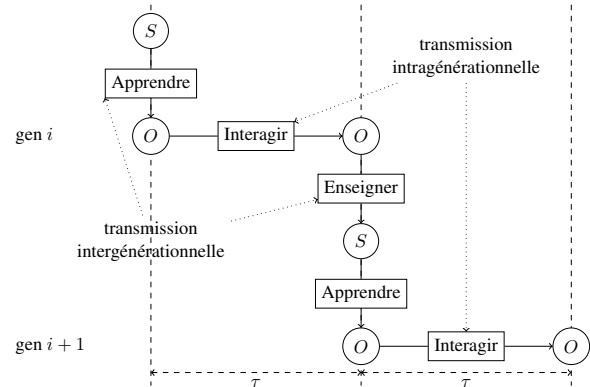 S
transmission
intragénérationnelle
Apprendre
gen i
O
Interagir
O
Enseigner
transmission
intergénérationnelle
S
Apprendre
gen i + 1
O
Interagir
O
τ
τ